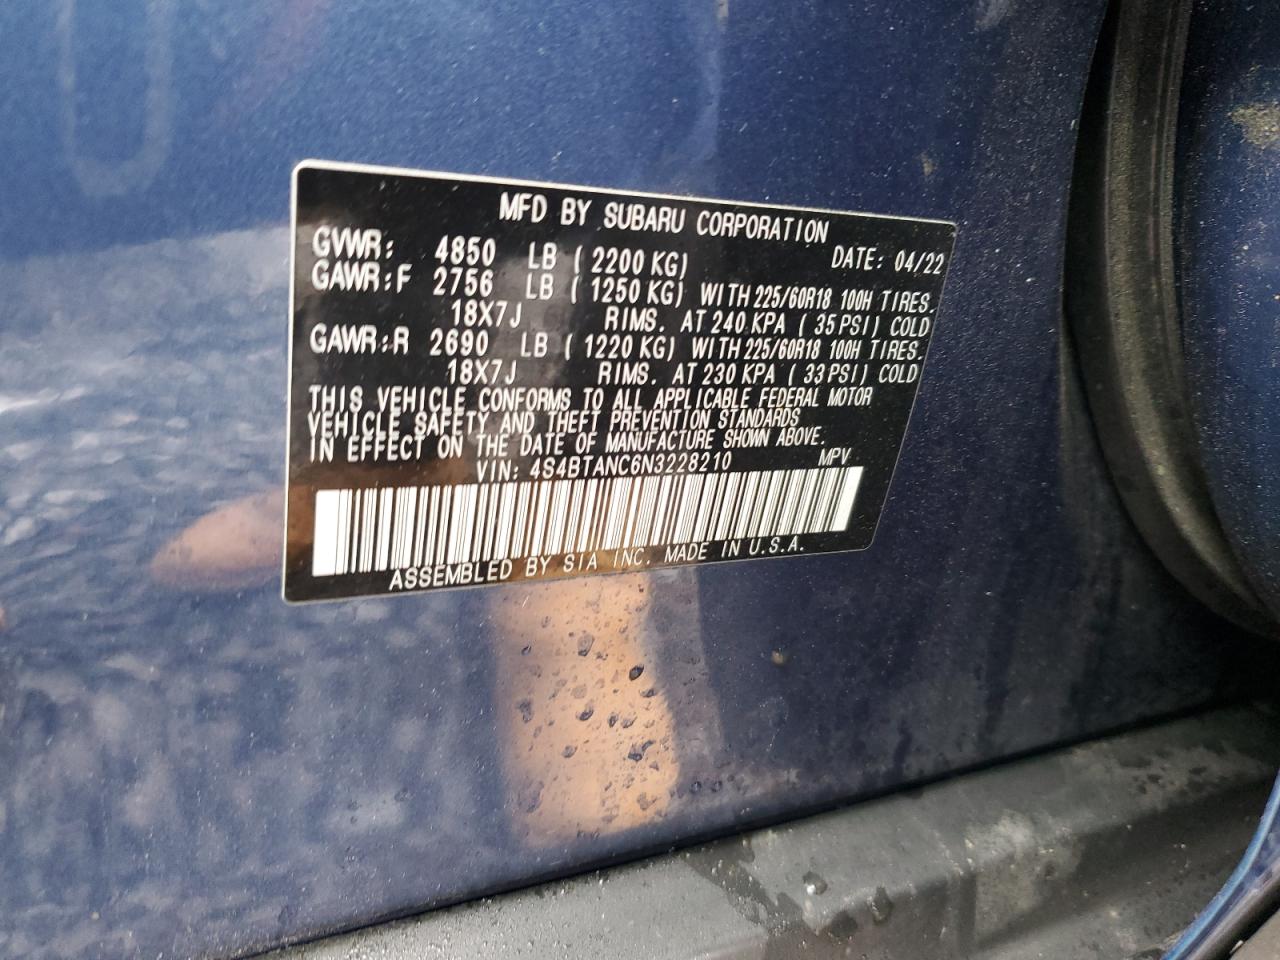 MFD BY SUBARU CORPORATION
GVWR: 4850 LB ( 2200 KG) DATE: 04/22
GAWR:F 2756 LB ( 1250 KG) WITH 225/60R18 100H TIRES.
18X7J RIMS. AT 240 KPA ( 35 PSI) COLD
GAWR:R 2690 LB ( 1220 KG) WITH 225/60R18 100H TIRES.
18X7J RIMS. AT 230 KPA ( 33 PSI) COLD
THIS VEHICLE CONFORMS TO ALL APPLICABLE FEDERAL MOTOR
VEHICLE SAFETY AND THEFT PREVENTION STANDARDS
IN EFFECT ON THE DATE OF MANUFACTURE SHOWN ABOVE.
VIN: 4S4BTANC6N3228210 MPV
ASSEMBLED BY SIA INC. MADE IN U.S.A.